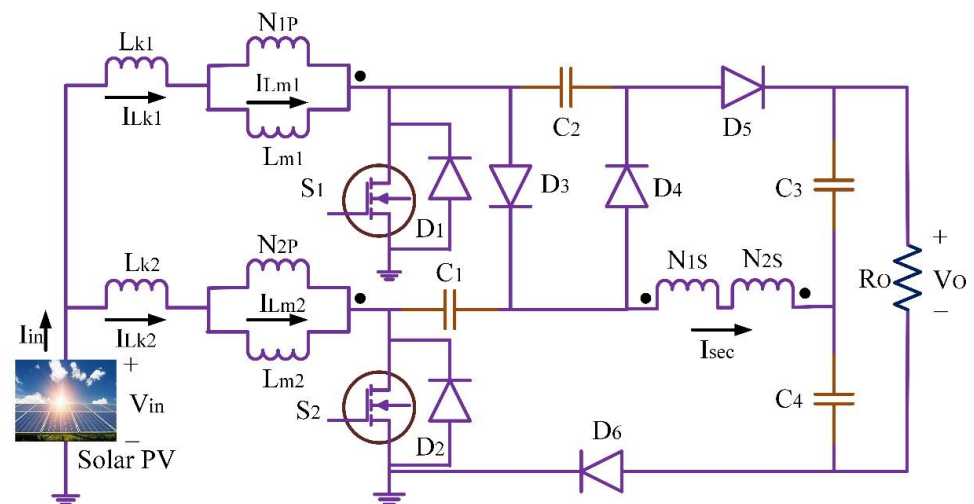 Lk1
ILk1
N1P
ILm1
Lm1
S1
D1
D3
C2
D4
D5
C3
Lk2
ILk2
N2P
ILm2
Lm2
C1
N1S
N2S
Isec
RO
+
VO
−
Iin
+
Vin
−
Solar PV
S2
D2
D6
C4